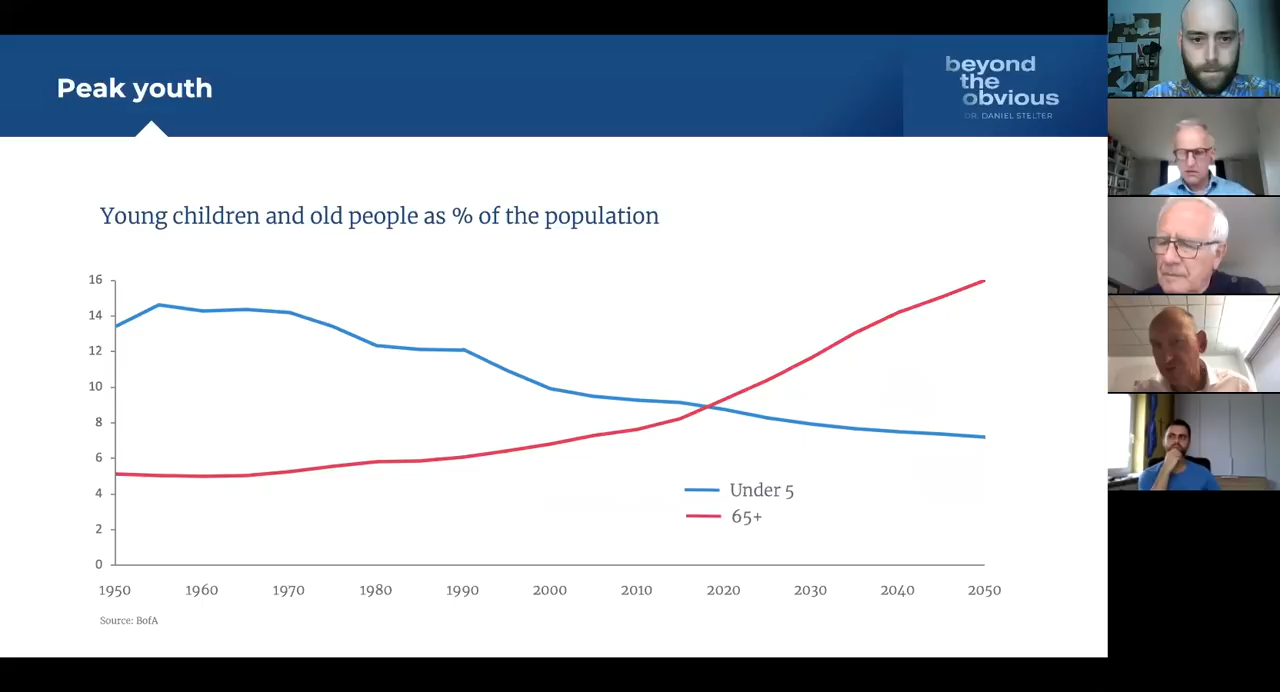 Peak youth
beyond
the
obvious
DR. DANIEL STELTER
Young children and old people as % of the population
16
14
12
10
8
6
4
2
0
Under 5
65+
1950 1960 1970 1980 1990 2000 2010 2020 2030 2040 2050
Source: BofA